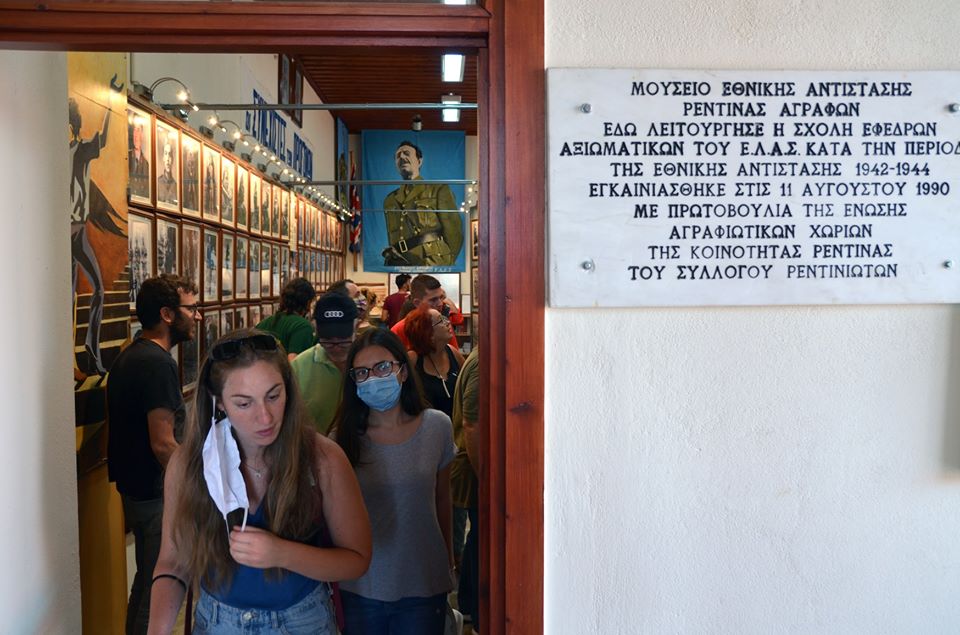 ΜΟΥΣΕΙΟ ΕΘΝΙΚΗΣ ΑΝΤΙΣΤΑΣΗΣ
ΡΕΝΤΙΝΑΣ ΑΓΡΑΦΩΝ
ΕΔΩ ΛΕΙΤΟΥΡΓΗΣΕ Η ΣΧΟΛΗ ΕΦΕΔΡΩΝ
ΑΞΙΩΜΑΤΙΚΩΝ ΤΟΥ Ε.Λ.Α.Σ. ΚΑΤΑ ΤΗΝ ΠΕΡΙΟΔ
ΤΗΣ ΕΘΝΙΚΗΣ ΑΝΤΙΣΤΑΣΗΣ 1942-1944
ΕΓΚΑΙΝΙΑΣΘΗΚΕ ΣΤΙΣ 11 ΑΥΓΟΥΣΤΟΥ 1990
ΜΕ ΠΡΩΤΟΒΟΥΛΙΑ ΤΗΣ ΕΝΩΣΗΣ
ΑΓΡΑΦΙΩΤΙΚΩΝ ΧΩΡΙΩΝ
ΤΗΣ ΚΟΙΝΟΤΗΤΑΣ ΡΕΝΤΙΝΑΣ
ΤΟΥ ΣΥΛΛΟΓΟΥ ΡΕΝΤΙΝΙΩΤΩΝ